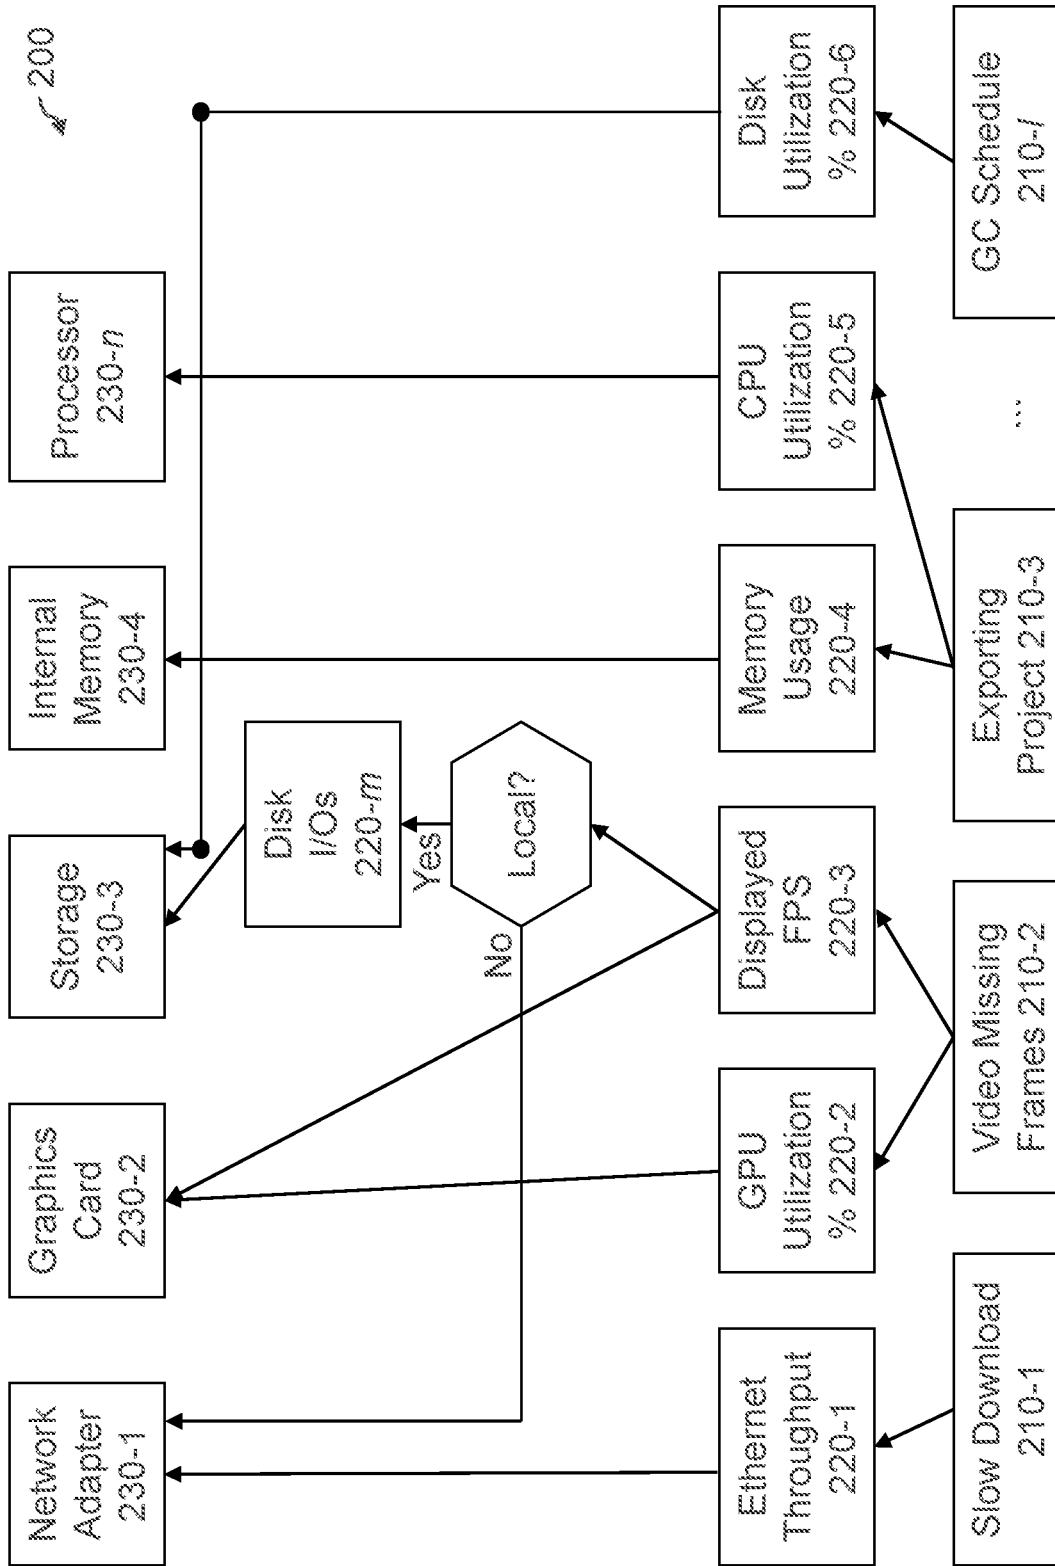 200
Network
Adapter
230-1
Graphics
Card
230-2
Storage
230-3
Internal
Memory
230-4
Processor
230-n
Disk
I/Os
220-m
Yes
No
Local?
Ethernet
Throughput
220-1
GPU
Utilization
% 220-2
Displayed
FPS
220-3
Memory
Usage
220-4
CPU
Utilization
% 220-5
Disk
Utilization
% 220-6
Slow Download
210-1
Video Missing
Frames 210-2
Exporting
Project 210-3
...
GC Schedule
210-l